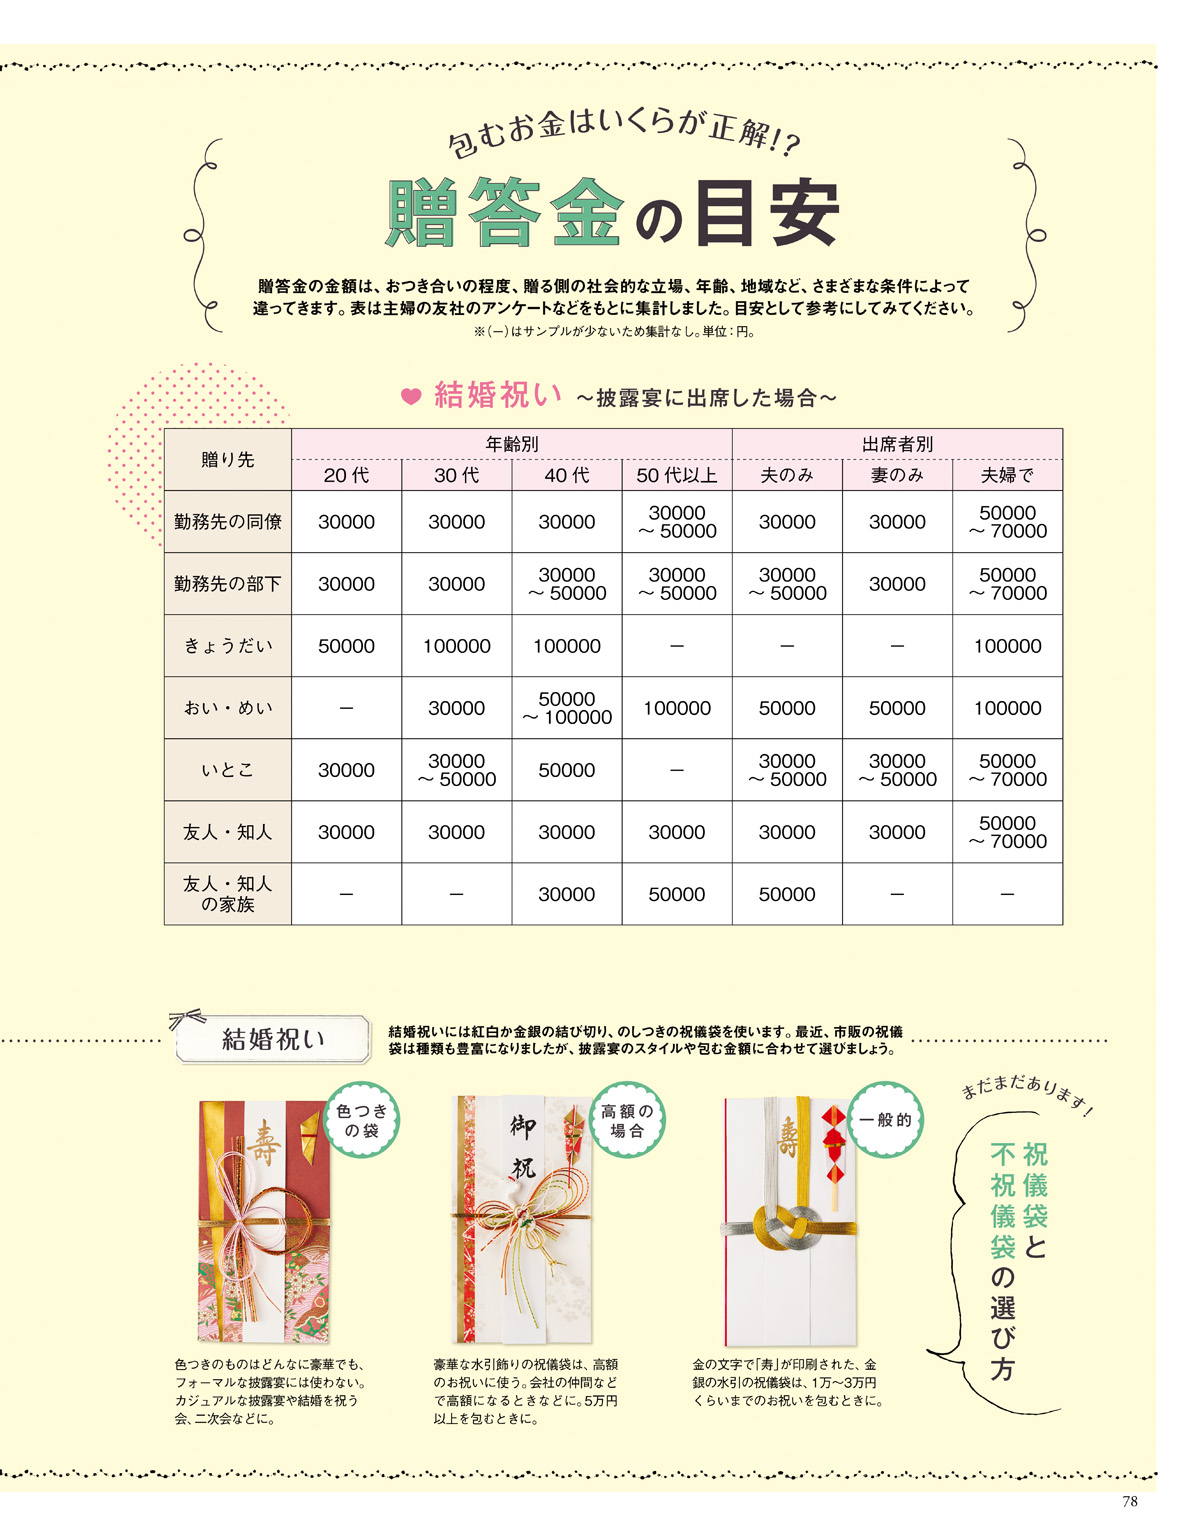 包むお金はいくらが正解!?
贈答金の目安
贈答金の金額は、おつき合いの程度、贈る側の社会的な立場、年齢、地域など、さまざまな条件によって
違ってきます。表は主婦の友社のアンケートなどをもとに集計しました。目安として参考にしてみてください。
※(ー)はサンプルが少ないため集計なし。単位:円。
結婚祝い 〜披露宴に出席した場合〜
贈り先 年齢別 出席者別
20代 30代 40代 50代以上 夫のみ 妻のみ 夫婦で
勤務先の同僚 30000 30000 30000 30000〜50000 30000 30000 50000〜70000
勤務先の部下 30000 30000 30000〜50000 30000〜50000 30000〜50000 30000 50000〜70000
きょうだい 50000 100000 100000 ー ー ー 100000
おい・めい ー 30000 50000〜100000 100000 50000 50000 100000
いとこ 30000 30000〜50000 50000 ー 30000〜50000 30000〜50000 50000〜70000
友人・知人 30000 30000 30000 30000 30000 30000 50000〜70000
友人・知人の家族 ー ー 30000 50000 50000 ー ー
結婚祝い
結婚祝いには紅白か金銀の結び切り、のしつきの祝儀袋を使います。最近、市販の祝儀
袋は種類も豊富になりましたが、披露宴のスタイルや包む金額に合わせて選びましょう。
まだまだあります!
祝儀袋と
不祝儀袋の選び方
色つき
の袋
寿
色つきのものはどんなに豪華でも、
フォーマルな披露宴には使わない。
カジュアルな披露宴や結婚を祝う
会、二次会などに。
高額の
場合
御祝
豪華な水引飾りの祝儀袋は、高額
のお祝いに使う。会社の仲間など
で高額になるときなどに。5万円
以上を包むときに。
一般的
寿
金の文字で「寿」が印刷された、金
銀の水引の祝儀袋は、1万〜3万円
くらいまでのお祝いを包むときに。
78